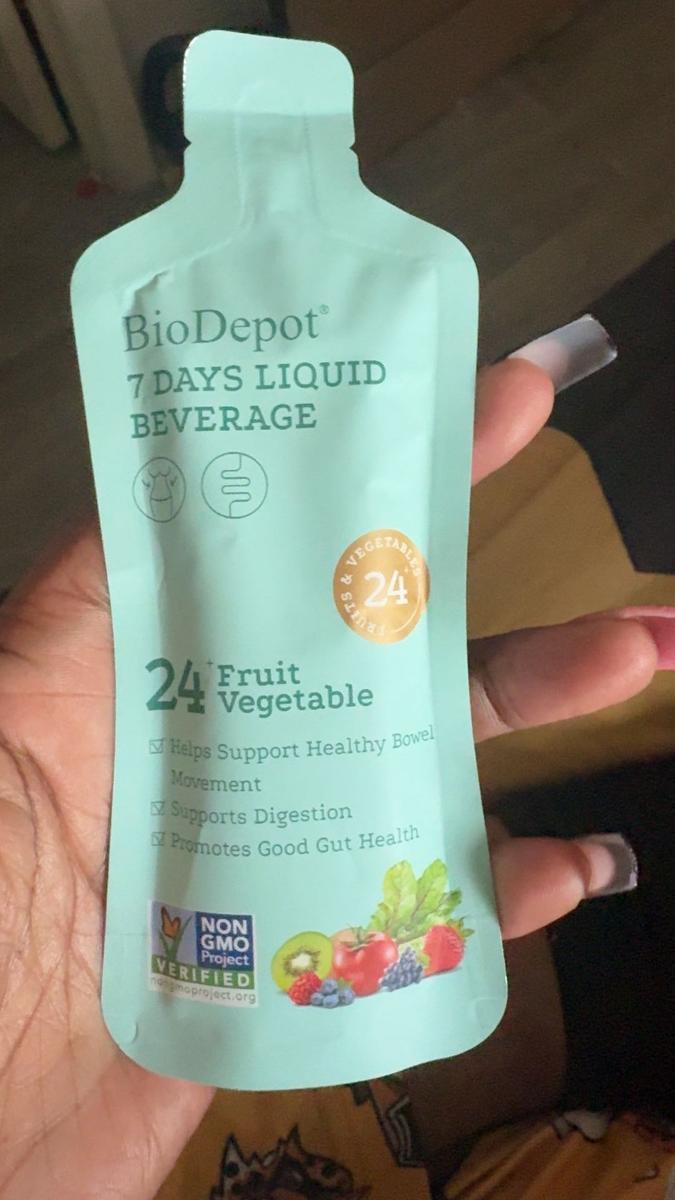 BioDepot®
7 DAYS LIQUID
BEVERAGE
FRUITS & VEGETABLES
24+
24+ Fruit
Vegetable
☑ Helps Support Healthy Bowel
Movement
☑ Supports Digestion
☑ Promotes Good Gut Health
NON
GMO
Project
VERIFIED
nongmoproject.org